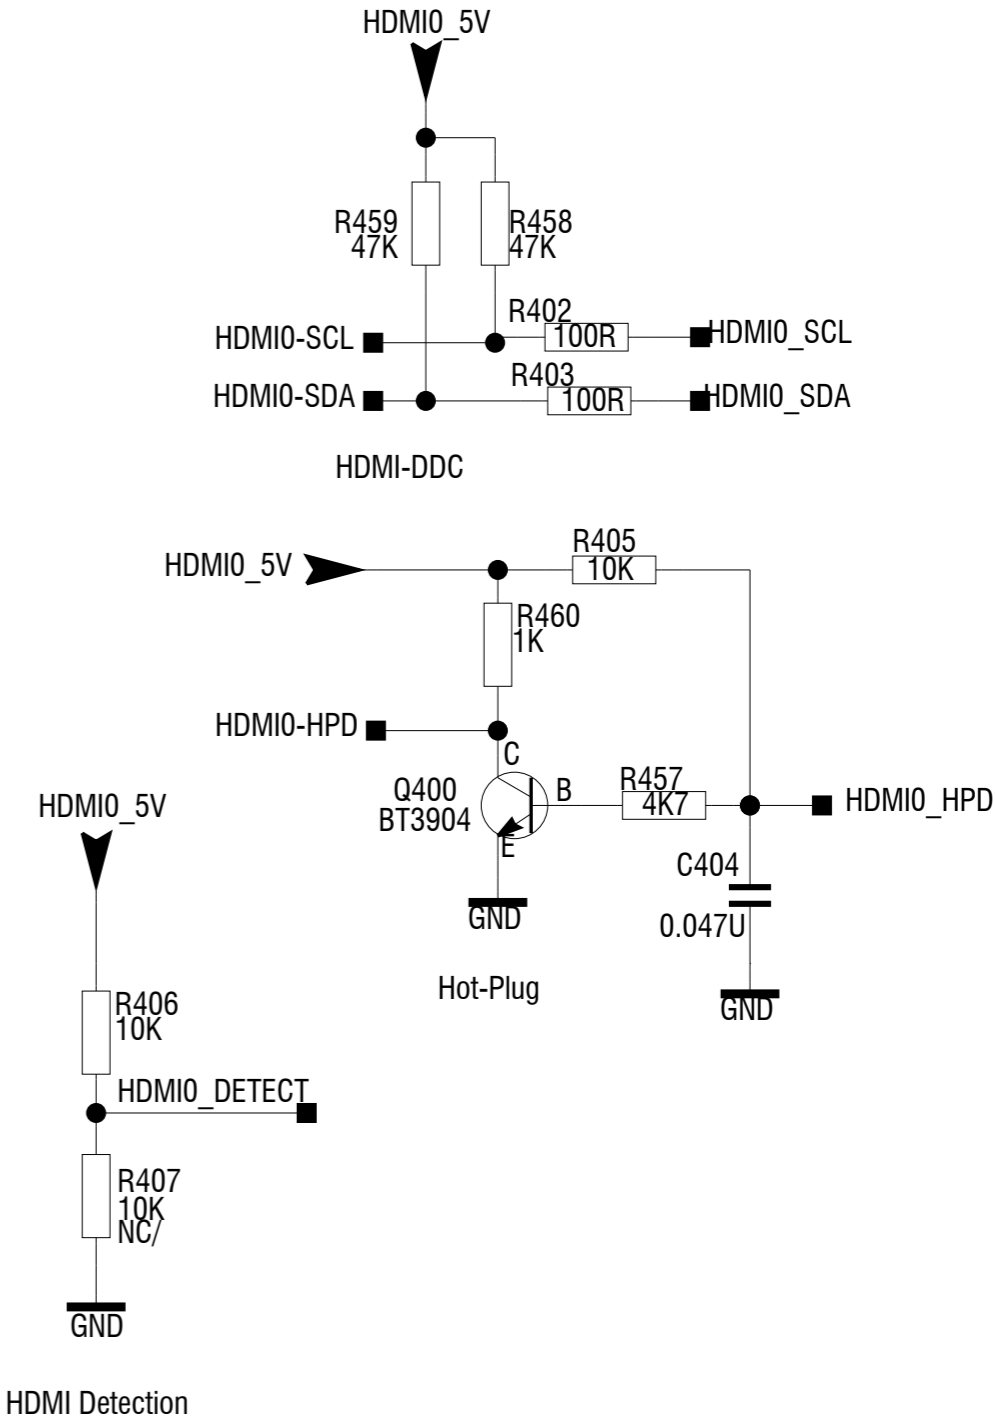 HDMI0_5V
R459
47K
R458
47K
R402
100R
HDMI0-SCL
HDMI0_SCL
R403
100R
HDMI0-SDA
HDMI0_SDA
HDMI-DDC
HDMI0_5V
R405
10K
R460
1K
HDMI0-HPD
C
Q400
BT3904
B
E
R457
4K7
HDMI0_HPD
C404
0.047U
GND
GND
Hot-Plug
HDMI0_5V
R406
10K
HDMI0_DETECT
R407
10K
NC/
GND
HDMI Detection